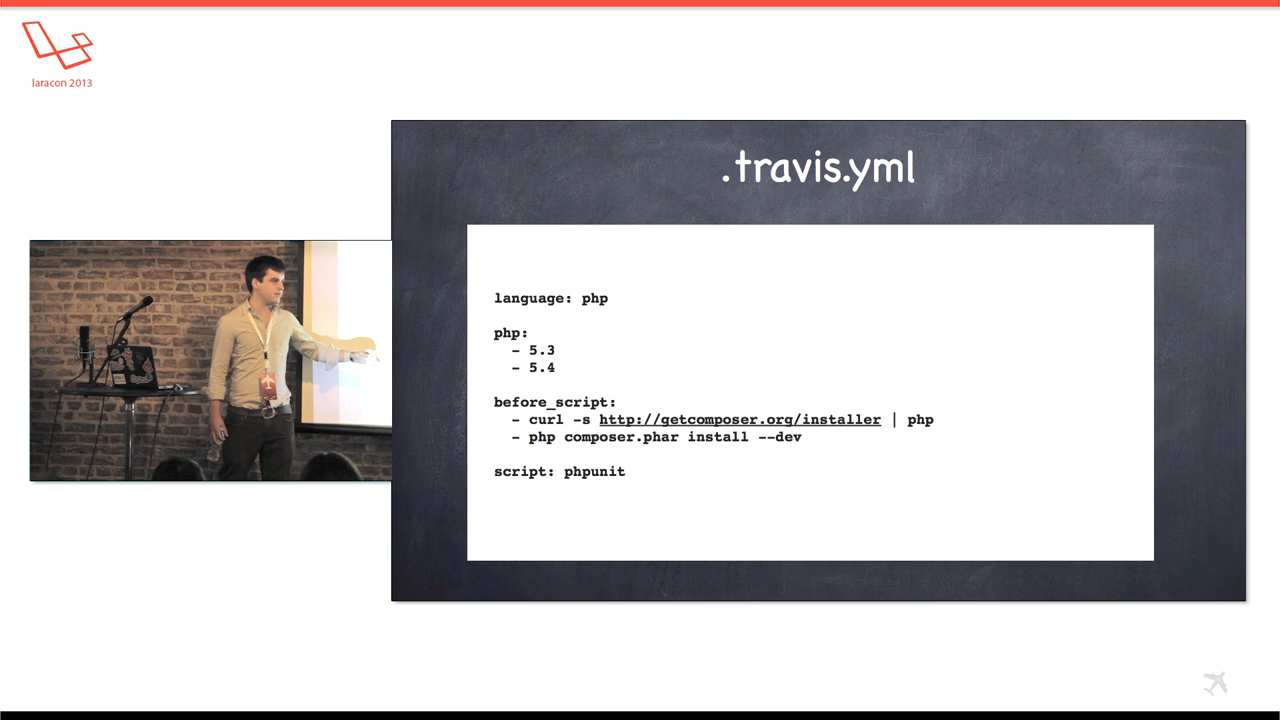 laracon 2013
.travis.yml
language: php
php:
- 5.3
- 5.4
before_script:
- curl -s http://getcomposer.org/installer | php
- php composer.phar install --dev
script: phpunit